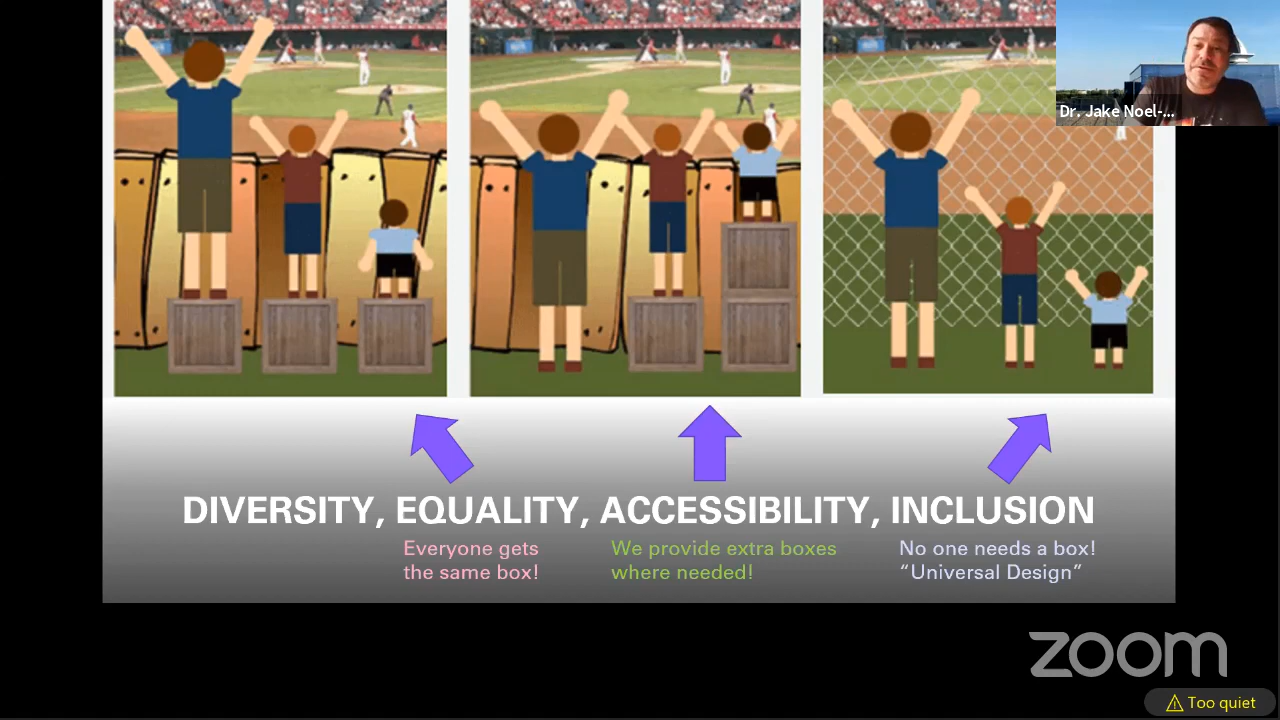 Dr. Jake Noel-...
DIVERSITY, EQUALITY, ACCESSIBILITY, INCLUSION
Everyone gets
the same box!
We provide extra boxes
where needed!
No one needs a box!
“Universal Design”
zoom
Too quiet